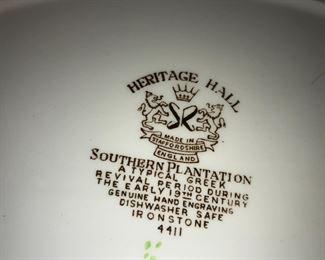 HERITAGE HALL
SR
MADE IN
STAFFORDSHIRE
ENGLAND
SOUTHERN PLANTATION
A TYPICAL GREEK
REVIVAL PERIOD DURING
THE EARLY 19TH CENTURY
GENUINE HAND ENGRAVING
DISHWASHER SAFE
IRONSTONE
4411